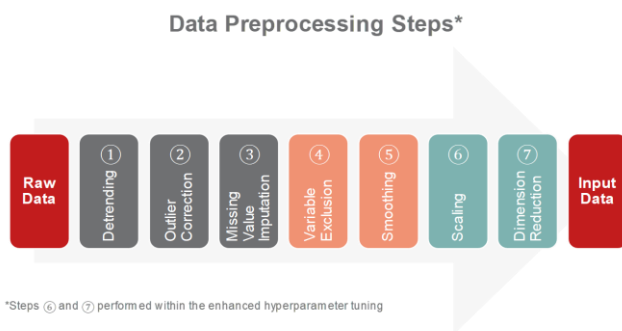 Data Preprocessing Steps*
Raw
Data
①
Detrending
②
Outlier
Correction
③
Missing
Value
Imputation
④
Variable
Exclusion
⑤
Smoothing
⑥
Scaling
⑦
Dimension
Reduction
Input
Data
*Steps ⑥ and ⑦ performed within the enhanced hyperparameter tuning